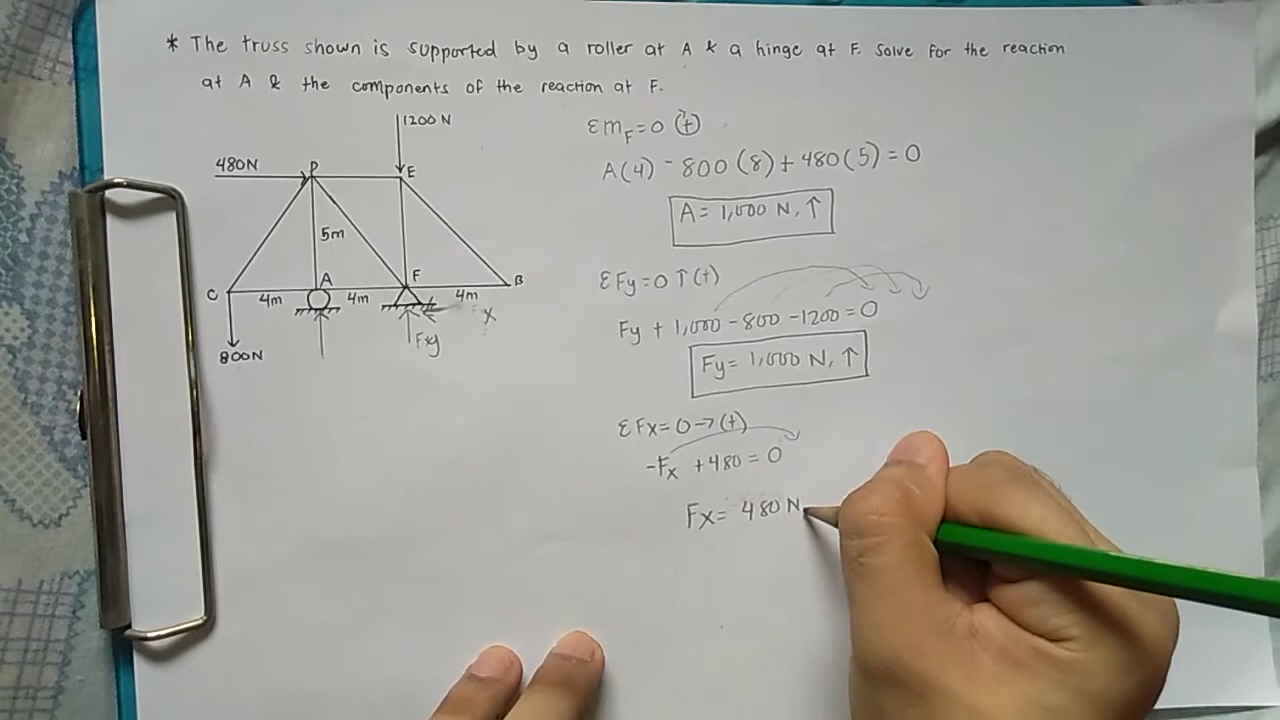 * The truss shown is supported by a roller at A & a hinge at F. Solve for the reaction
at A & the components of the reaction at F.
1200 N
480N
D
E
5m
C
A
F
B
4m
4m
4m
x
Fxy
800N
ΣmF=0 (+)
A(4) - 800 (8) + 480 (5) = 0
A = 1,000 N, ↑
ΣFy=0 ↑(+)
Fy + 1,000 - 800 - 1200 = 0
Fy = 1,000 N, ↑
ΣFx=0 → (+)
-Fx + 480 = 0
Fx = 480 N